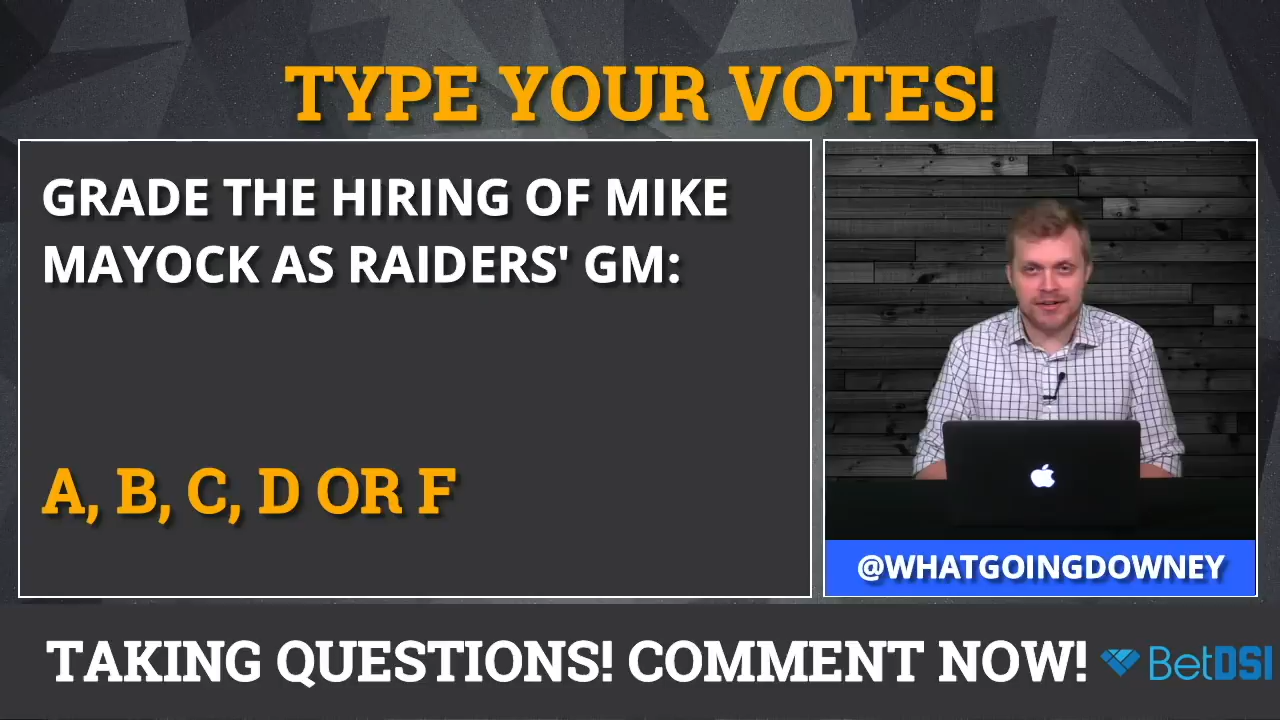 TYPE YOUR VOTES!
GRADE THE HIRING OF MIKE
MAYOCK AS RAIDERS' GM:
A, B, C, D OR F
@WHATGOINGDOWNEY
TAKING QUESTIONS! COMMENT NOW!
BetDSI